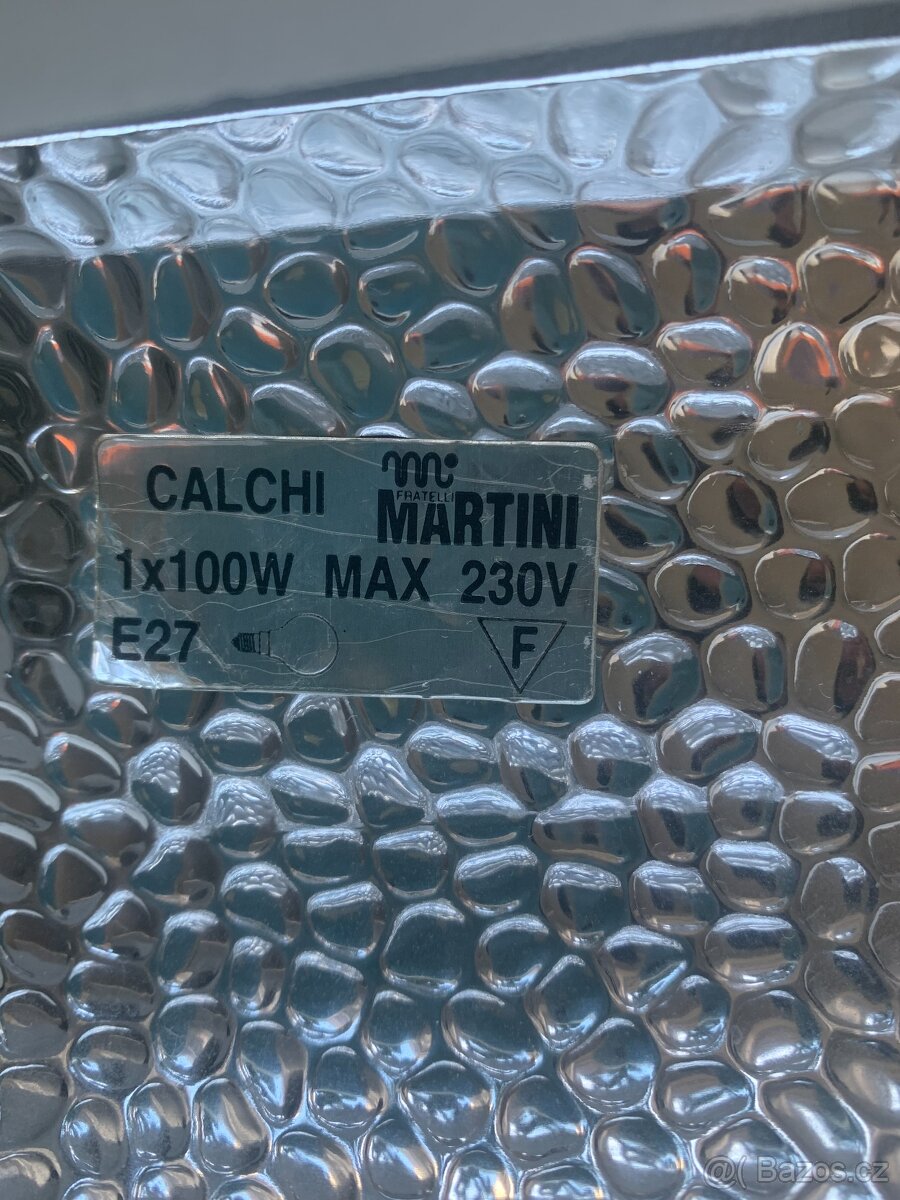 CALCHI
FRATELLI
MARTINI
1x100W MAX 230V
E27
F
@( Bazos.cz